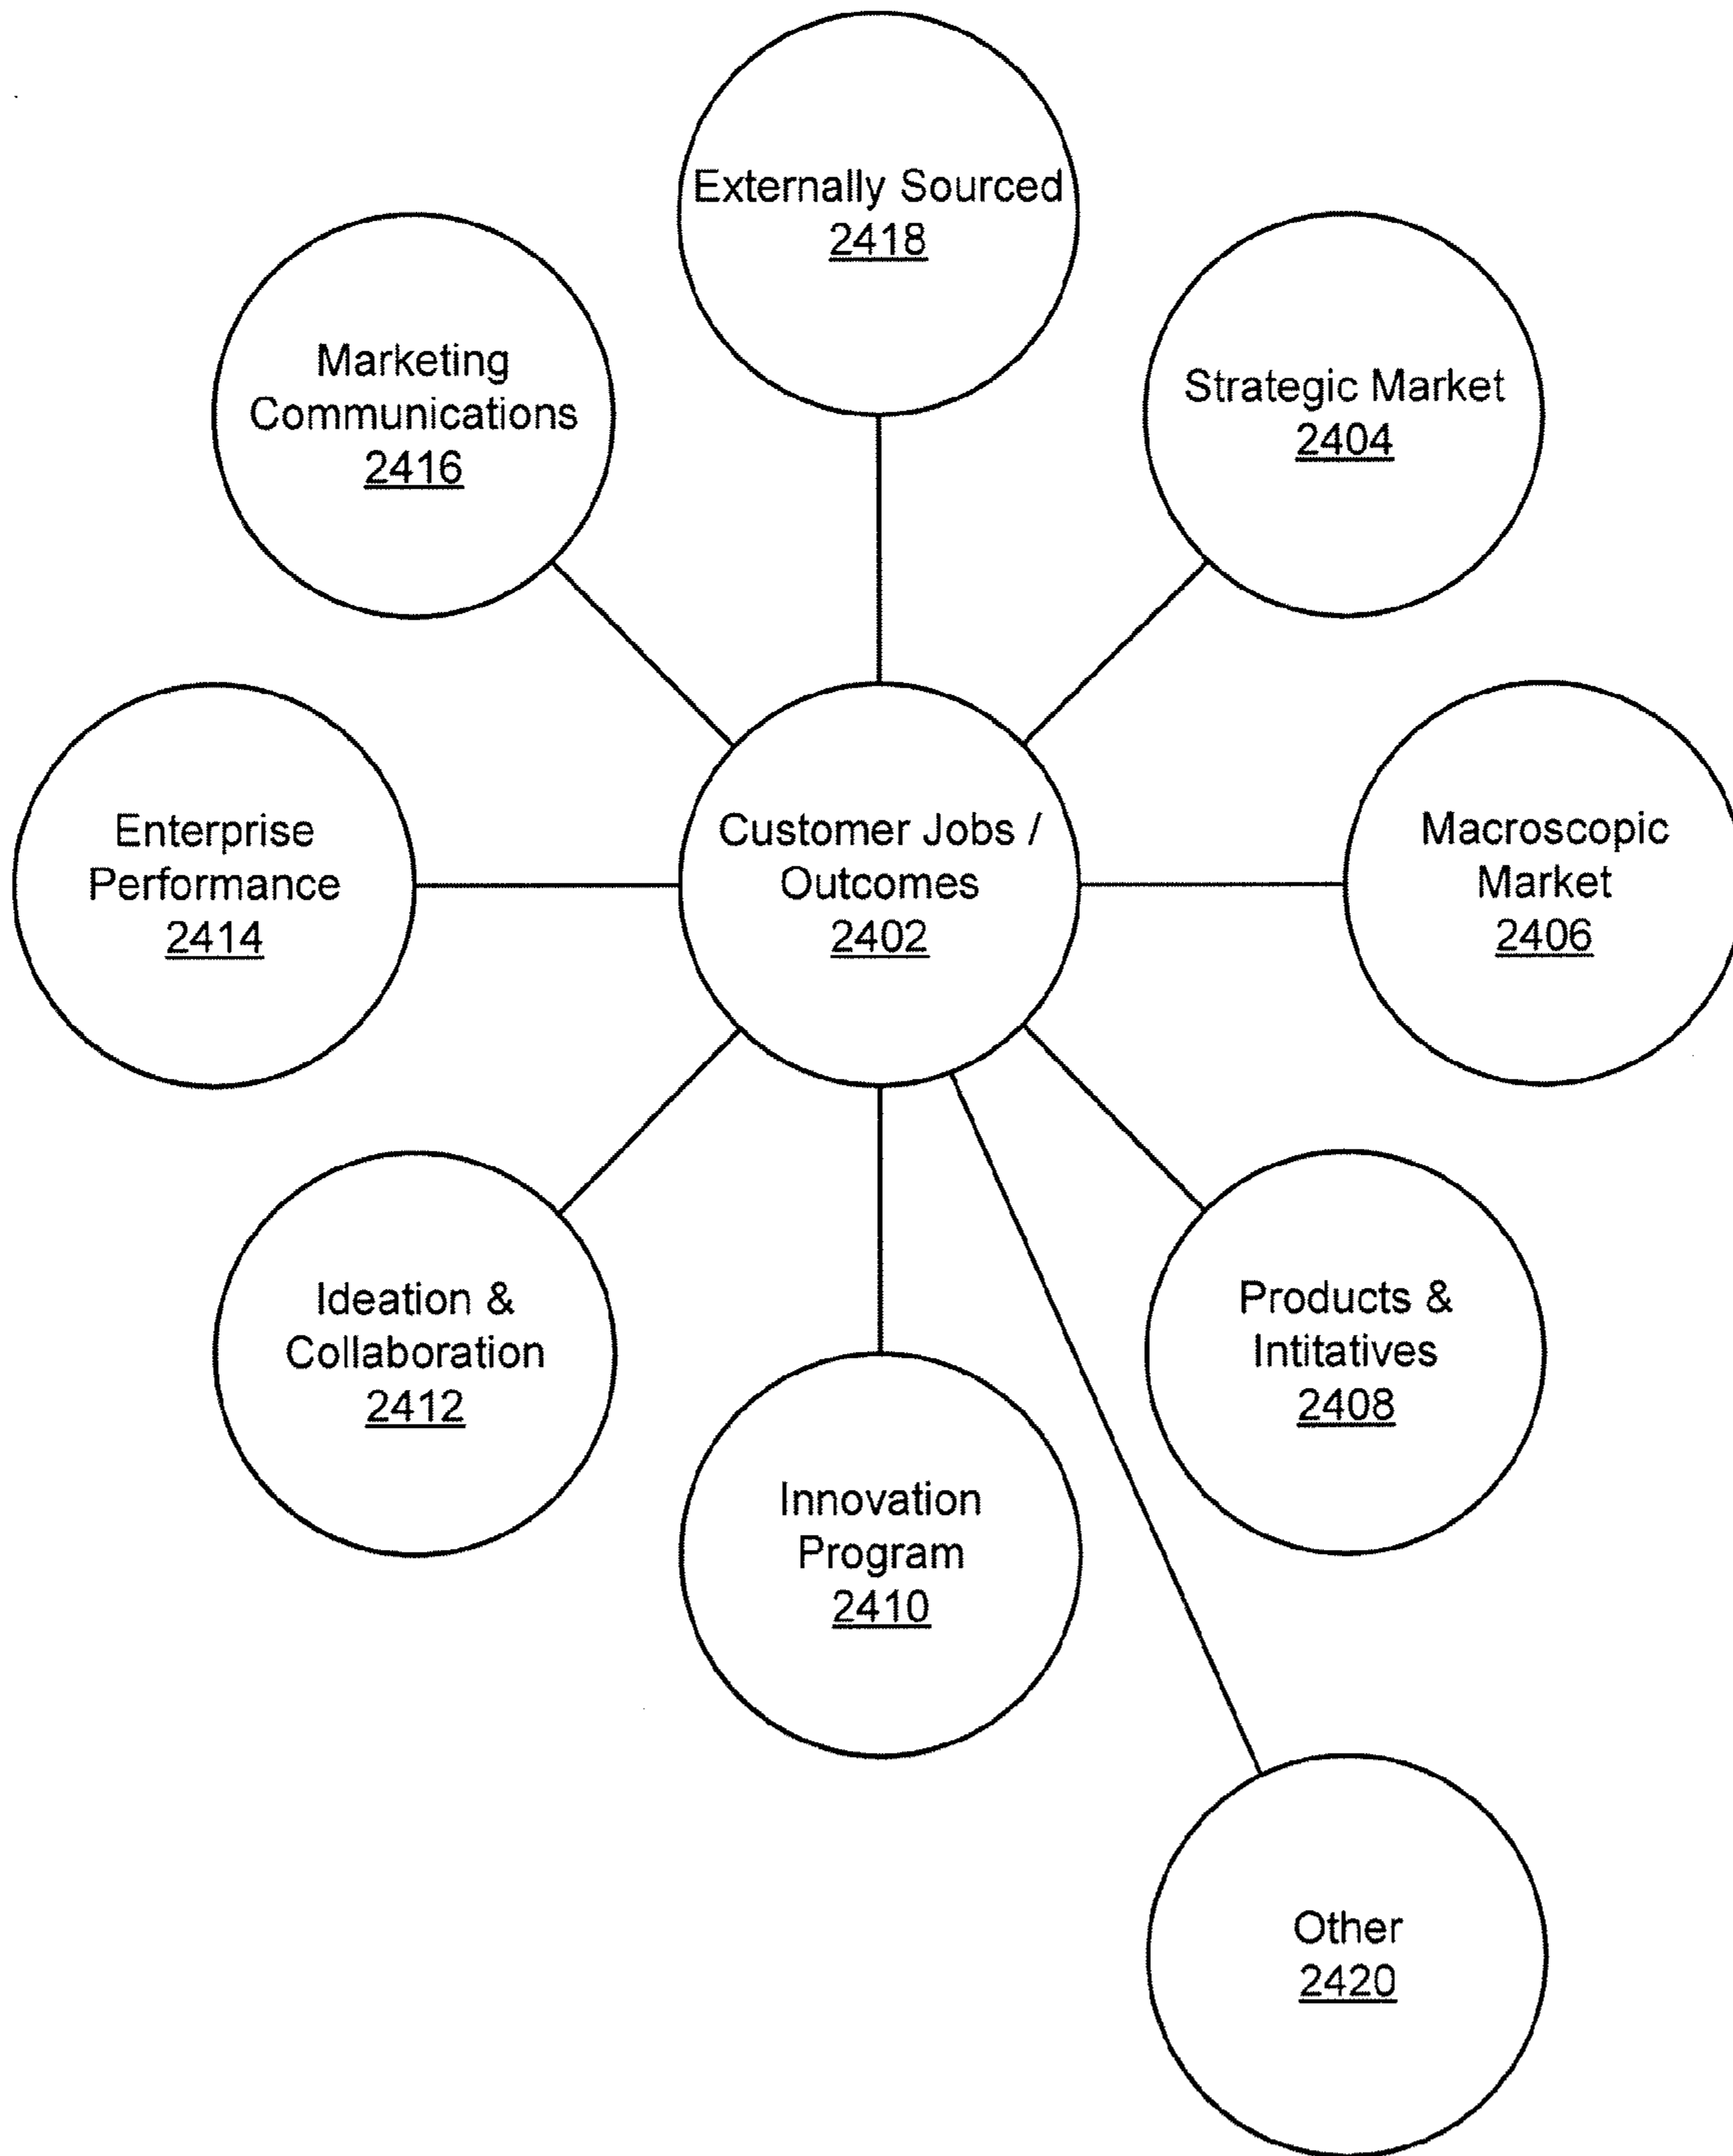 Externally Sourced
2418
Marketing
Communications
2416
Strategic Market
2404
Enterprise
Performance
2414
Customer Jobs /
Outcomes
2402
Macroscopic
Market
2406
Ideation &
Collaboration
2412
Products &
Intitatives
2408
Innovation
Program
2410
Other
2420